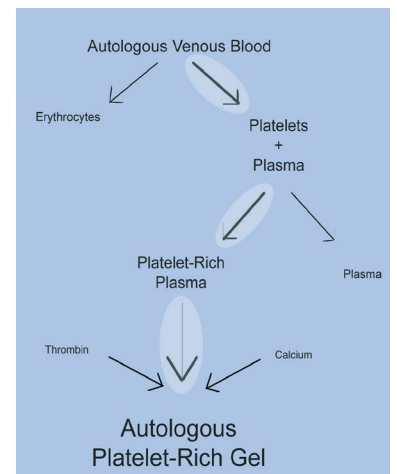 Autologous Venous Blood
Erythrocytes
Platelets
+
Plasma
Platelet-Rich
Plasma
Plasma
Thrombin
Calcium
Autologous
Platelet-Rich Gel